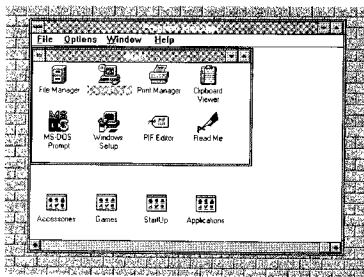 File Options Window Help
File Manager Print Manager Clipboard
Viewer
MS-DOS Windows PIF Editor Read Me
Prompt Setup
Accessories Games StartUp Applications